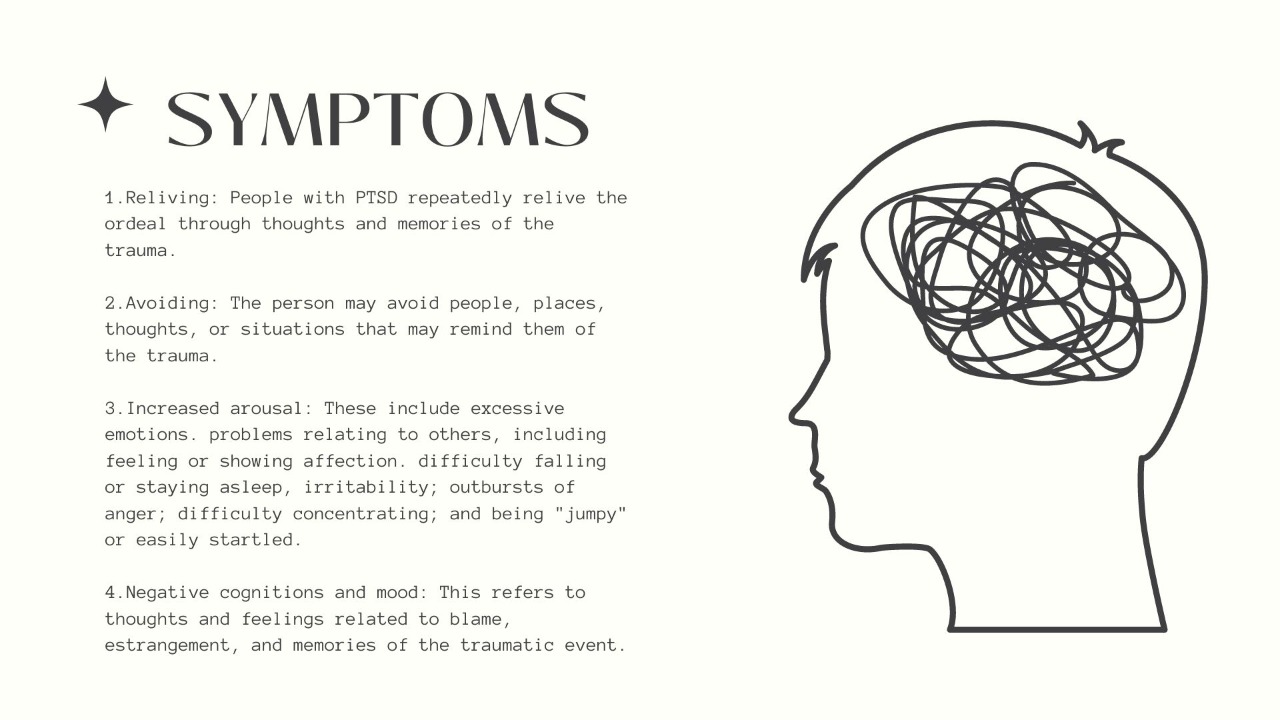 SYMPTOMS
1.Reliving: People with PTSD repeatedly relive the
ordeal through thoughts and memories of the
trauma.
2.Avoiding: The person may avoid people, places,
thoughts, or situations that may remind them of
the trauma.
3.Increased arousal: These include excessive
emotions. problems relating to others, including
feeling or showing affection. difficulty falling
or staying asleep, irritability; outbursts of
anger; difficulty concentrating; and being "jumpy"
or easily startled.
4.Negative cognitions and mood: This refers to
thoughts and feelings related to blame,
estrangement, and memories of the traumatic event.